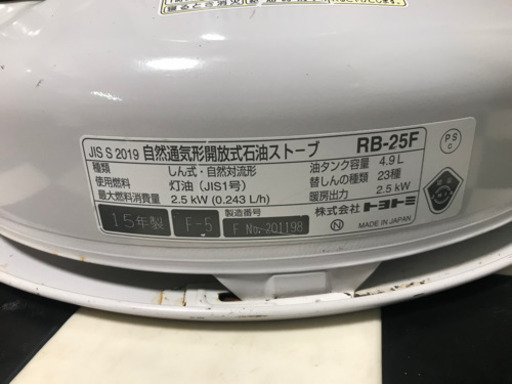 JIS S 2019 自然通気形開放式石油ストーブ RB-25F
種類 しん式・自然対流形 油タンク容量 4.9 L
使用燃料 灯油 (JIS1号) 替しんの種類 23種
最大燃料消費量 2.5 kW (0.243 L/h) 暖房出力 2.5 kW
15年製 F-5 製造番号 F No.201198 株式会社トヨトミ
N MADE IN JAPAN
PS
C